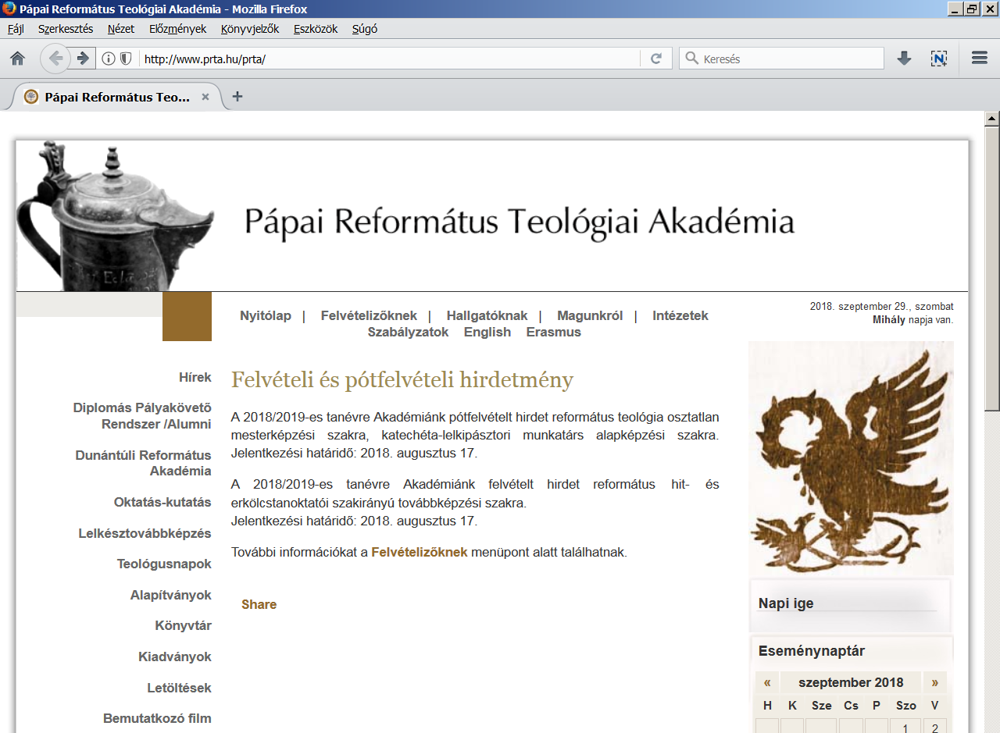 Pápai Református Teológiai Akadémia - Mozilla Firefox
Fájl Szerkesztés Nézet Előzmények Könyvjelzők Eszközök Súgó
http://www.prta.hu/prta/
Keresés
Pápai Református Teo...
Pápai Református Teológiai Akadémia
Nyitólap | Felvételizőknek | Hallgatóknak | Magunkról | Intézetek
Szabályzatok English Erasmus
2018. szeptember 29., szombat
Mihály napja van.
Hírek
Diplomás Pályakövető
Rendszer /Alumni
Dunántúli Református
Akadémia
Oktatás-kutatás
Lelkésztovábbképzés
Teológusnapok
Alapítványok
Könyvtár
Kiadványok
Letöltések
Bemutatkozó film
Felvételi és pótfelvételi hirdetmény
A 2018/2019-es tanévre Akadémiánk pótfelvételt hirdet református teológia osztatlan
mesterképzési szakra, katechéta-lelkipásztori munkatárs alapképzési szakra.
Jelentkezési határidő: 2018. augusztus 17.
A 2018/2019-es tanévre Akadémiánk felvételt hirdet református hit- és
erkölcstanoktatói szakirányú továbbképzési szakra.
Jelentkezési határidő: 2018. augusztus 17.
További információkat a Felvételizőknek menüpont alatt találhatnak.
Share
Napi ige
Eseménynaptár
« szeptember 2018 »
H K Sze Cs P Szo V
1 2